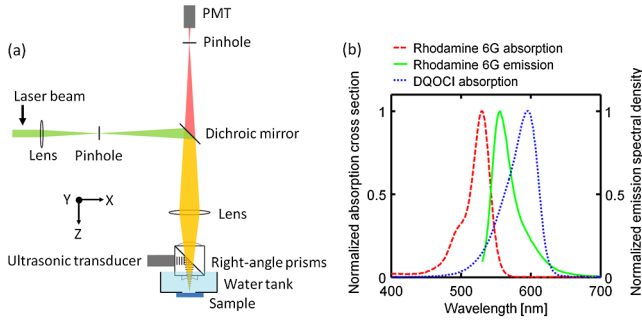 (a)
PMT
Pinhole
Laser beam
Lens
Pinhole
Dichroic mirror
Y
X
Z
Lens
Ultrasonic transducer
Right-angle prisms
Water tank
Sample
(b)
Rhodamine 6G absorption
Rhodamine 6G emission
DQOCI absorption
Normalized absorption cross section
1
0.5
0
400 500 600 700
Wavelength [nm]
1
0.5
0
Normalized emission spectral density